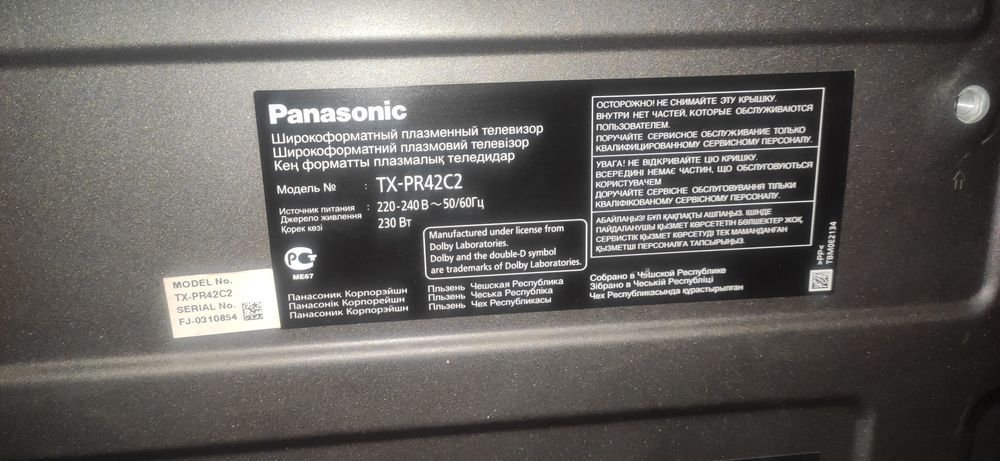 Panasonic
Широкоформатный плазменный телевизор
Широкоформатний плазмовий телевізор
Кең форматты плазмалық теледидар
Модель № : TX-PR42C2
Источник питания
Джерело живлення
Қорек көзі
: 220-240 В ~ 50/60Гц
230 Вт
РС
ME67
Manufactured under license from
Dolby Laboratories.
Dolby and the double-D symbol
are trademarks of Dolby Laboratories.
Панасоник Корпорэйшн
Панасонік Корпорейшн
Панасоник Корпорэйшн
Пльзень Чешская Республика
Пльзень Чеська Республіка
Пльзень Чех Республикасы
ОСТОРОЖНО! НЕ СНИМАЙТЕ ЭТУ КРЫШКУ.
ВНУТРИ НЕТ ЧАСТЕЙ, КОТОРЫЕ ОБСЛУЖИВАЮТСЯ
ПОЛЬЗОВАТЕЛЕМ.
ПОРУЧАЙТЕ СЕРВИСНОЕ ОБСЛУЖИВАНИЕ ТОЛЬКО
КВАЛИФИЦИРОВАННОМУ СЕРВИСНОМУ ПЕРСОНАЛУ.
УВАГА! НЕ ВІДКРИВАЙТЕ ЦЮ КРИШКУ.
ВСЕРЕДИНІ НЕМАЄ ЧАСТИН, ЩО ОБСЛУГОВУЮТЬСЯ
КОРИСТУВАЧЕМ
ДОРУЧАЙТЕ СЕРВІСНЕ ОБСЛУГОВУВАННЯ ТІЛЬКИ
КВАЛІФІКОВАНОМУ СЕРВІСНОМУ ПЕРСОНАЛУ.
АБАЙЛАҢЫЗ! БҰЛ ҚАҚПАҚТЫ АШПАҢЫЗ. ІШІНДЕ
ПАЙДАЛАНУШЫ ҚЫЗМЕТ КӨРСЕТЕТІН БӨЛШЕКТЕР ЖОҚ.
СЕРВИСТІК ҚЫЗМЕТ КӨРСЕТУДІ ТЕК МАМАНДАНҒАН
ҚЫЗМЕТШІ ПЕРСОНАЛҒА ТАПСЫРЫҢЫЗ.
Собрано в Чешской Республике
Зібрано в Чеській Республіці
Чех Республикасында құрастырылған
>PP<
TBM0E2134
MODEL No.
TX-PR42C2
SERIAL No.
FJ-0310854